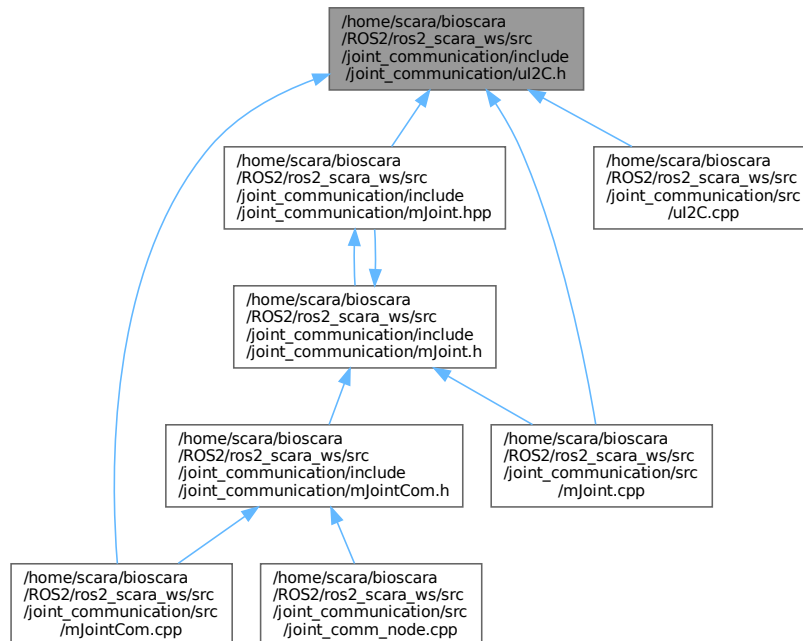 /home/scara/bioscara
/ROS2/ros2_scara_ws/src
/joint_communication/include
/joint_communication/uI2C.h
/home/scara/bioscara
/ROS2/ros2_scara_ws/src
/joint_communication/include
/joint_communication/mJoint.hpp
/home/scara/bioscara
/ROS2/ros2_scara_ws/src
/joint_communication/src
/uI2C.cpp
/home/scara/bioscara
/ROS2/ros2_scara_ws/src
/joint_communication/include
/joint_communication/mJoint.h
/home/scara/bioscara
/ROS2/ros2_scara_ws/src
/joint_communication/include
/joint_communication/mJointCom.h
/home/scara/bioscara
/ROS2/ros2_scara_ws/src
/joint_communication/src
/mJoint.cpp
/home/scara/bioscara
/ROS2/ros2_scara_ws/src
/joint_communication/src
/mJointCom.cpp
/home/scara/bioscara
/ROS2/ros2_scara_ws/src
/joint_communication/src
/joint_comm_node.cpp